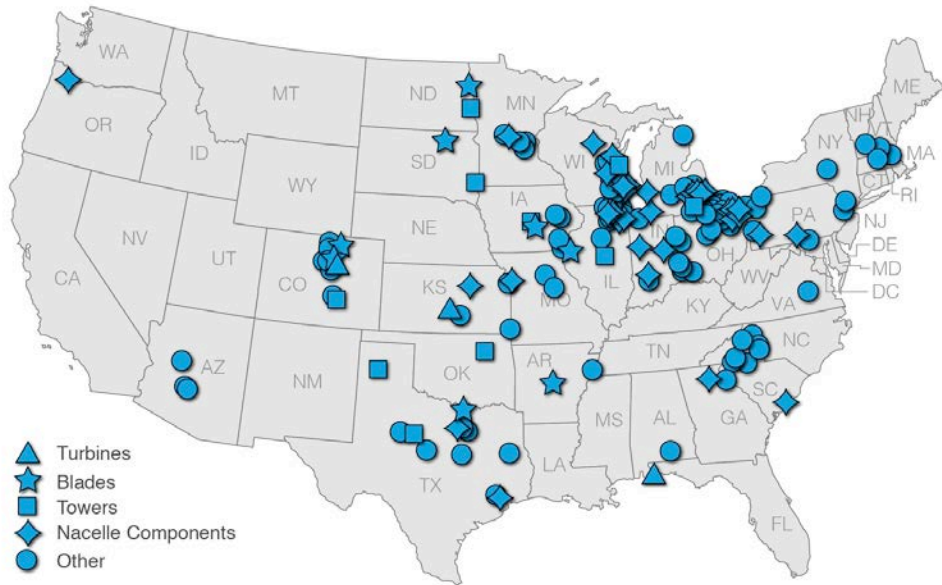 WA
ME
MT
ND
MN
NH
VT
OR
NY
ID
WI
MI
MA
SD
CT
WY
RI
IA
PA
NE
NJ
NV
IN
OH
DE
UT
IL
WV
MD
CA
CO
KS
MO
DC
VA
KY
NC
TN
AZ
OK
AR
NM
SC
MS
AL
GA
LA
TX
FL
Turbines
Blades
Towers
Nacelle Components
Other